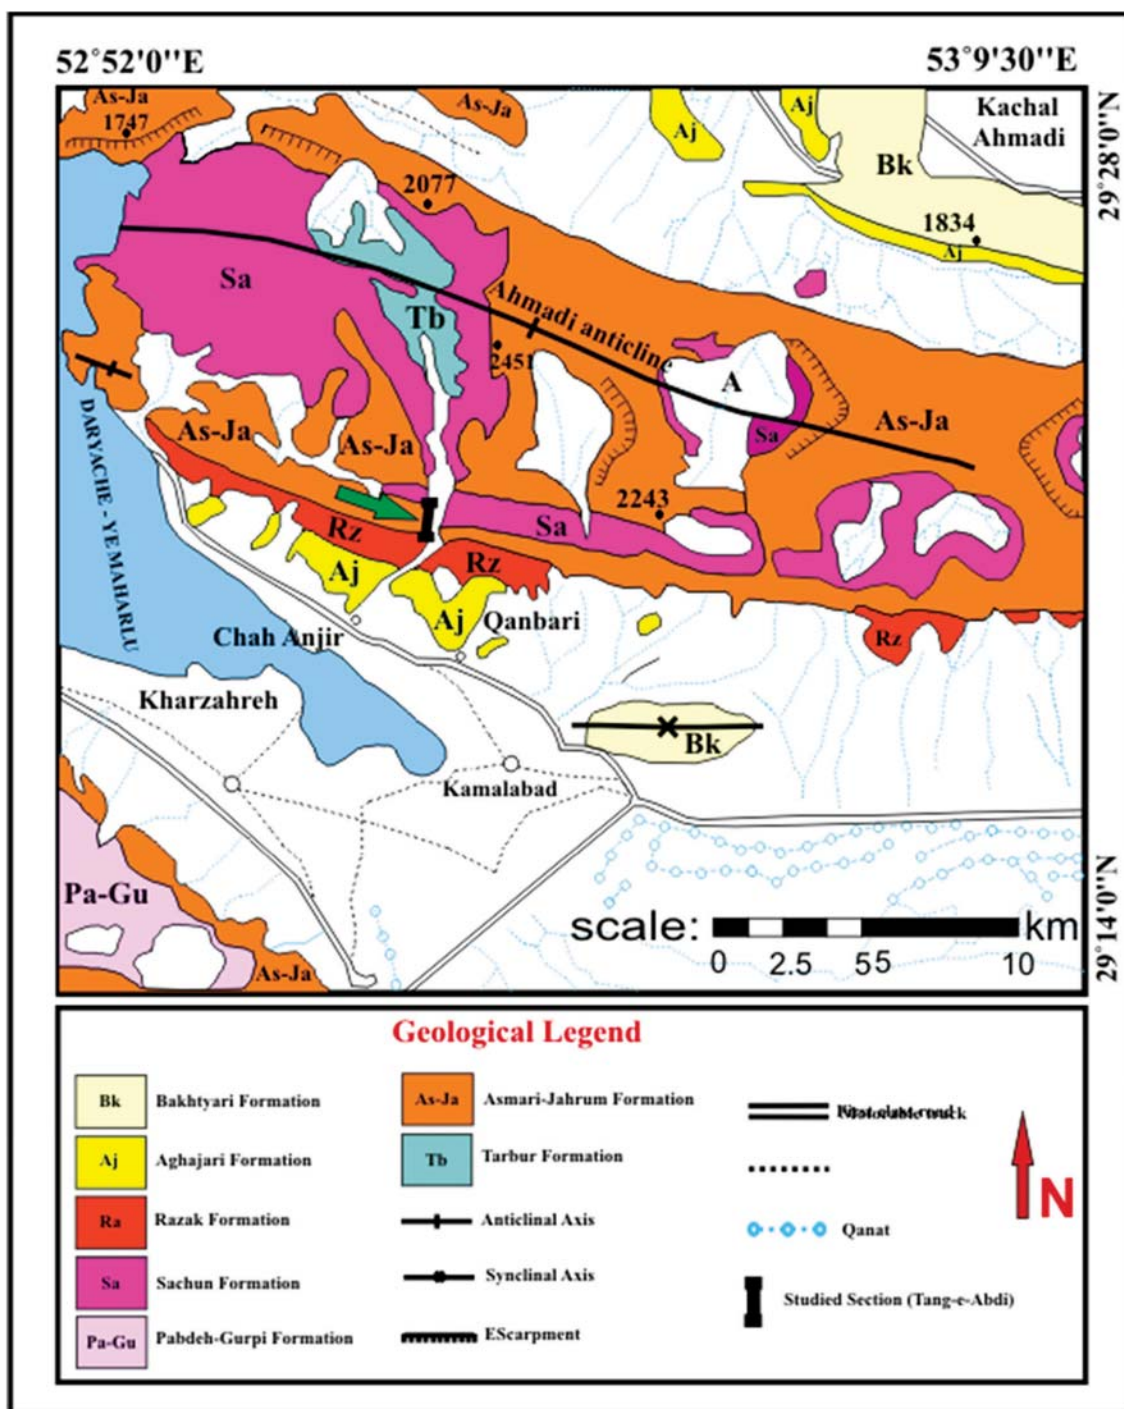 52°52'0''E
53°9'30''E
As-Ja
1747
As-Ja
Aj
Aj
Kachal
Ahmadi
29°28'0''N
Bk
2077
1834
Aj
Sa
Tb
Ahmadi anticline
2451
A
As-Ja
Sa
As-Ja
As-Ja
DARYACHE - YE MAHARLU
2243
Sa
Rz
Rz
Aj
Aj
Qanbari
Chah Anjir
Rz
Kharzahreh
Bk
Kamalabad
Pa-Gu
As-Ja
29°14'0''N
scale:
km
0 2.5 55 10
Geological Legend
Bk Bakhtyari Formation
Aj Aghajari Formation
Ra Razak Formation
Sa Sachun Formation
Pa-Gu Pabdeh-Gurpi Formation
As-Ja Asmari-Jahrum Formation
Tb Tarbur Formation
Anticlinal Axis
Synclinal Axis
EScarpment
Qanat
Studied Section (Tang-e-Abdi)
N